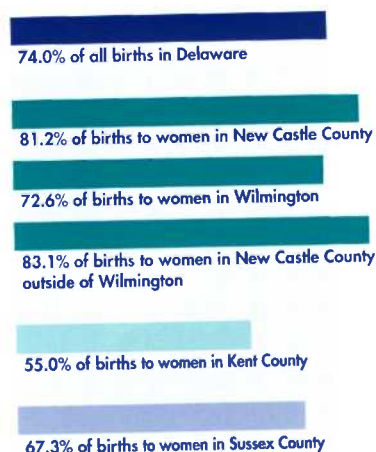 74.0% of all births in Delaware
81.2% of births to women in New Castle County
72.6% of births to women in Wilmington
83.1% of births to women in New Castle County
outside of Wilmington
55.0% of births to women in Kent County
67.3% of births to women in Sussex County